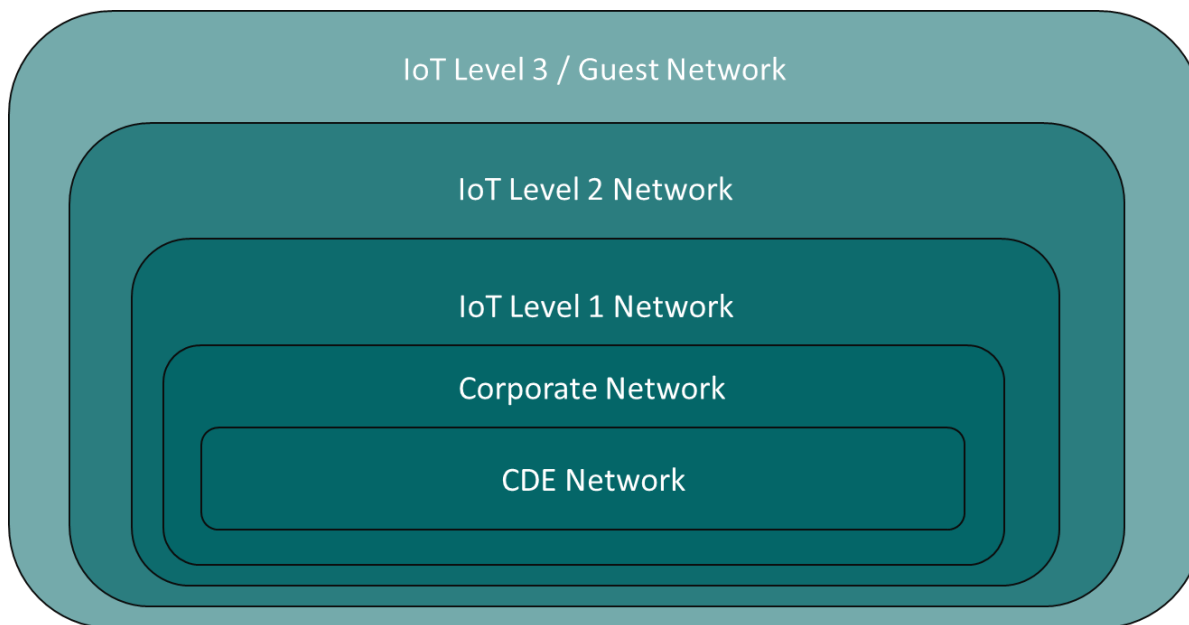 IoT Level 3 / Guest Network
IoT Level 2 Network
IoT Level 1 Network
Corporate Network
CDE Network